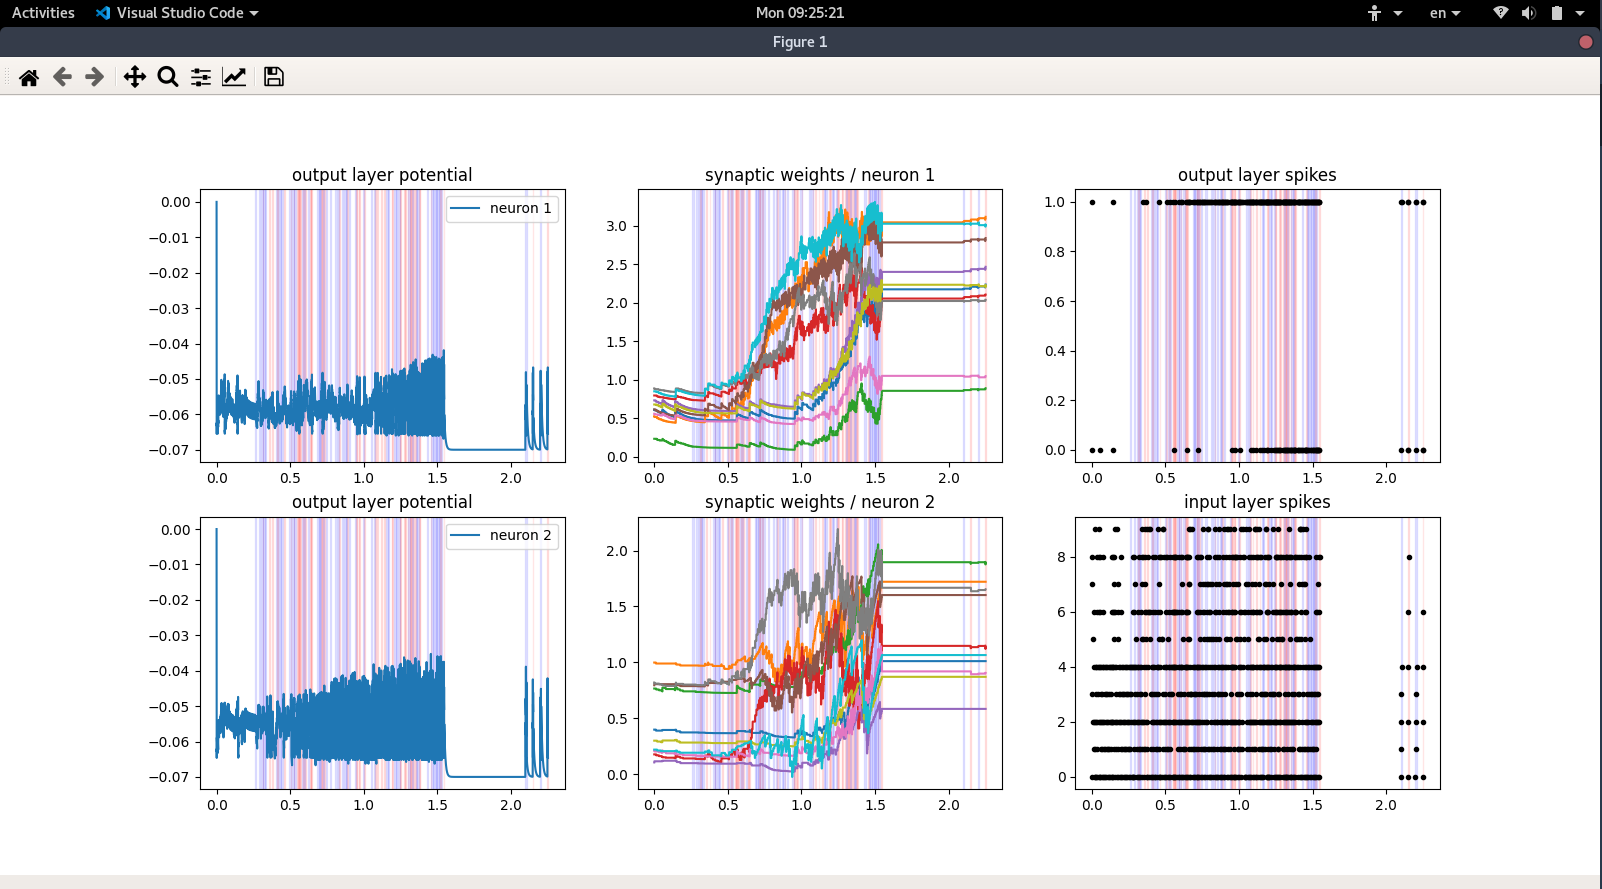 Activities Visual Studio Code Mon 09:25:21 en
Figure 1
output layer potential
neuron 1
0.00
−0.01
−0.02
−0.03
−0.04
−0.05
−0.06
−0.07
0.0 0.5 1.0 1.5 2.0
synaptic weights / neuron 1
3.0
2.5
2.0
1.5
1.0
0.5
0.0
0.0 0.5 1.0 1.5 2.0
output layer spikes
1.0
0.8
0.6
0.4
0.2
0.0
0.0 0.5 1.0 1.5 2.0
output layer potential
neuron 2
0.00
−0.01
−0.02
−0.03
−0.04
−0.05
−0.06
−0.07
0.0 0.5 1.0 1.5 2.0
synaptic weights / neuron 2
2.0
1.5
1.0
0.5
0.0
0.0 0.5 1.0 1.5 2.0
input layer spikes
8
6
4
2
0
0.0 0.5 1.0 1.5 2.0